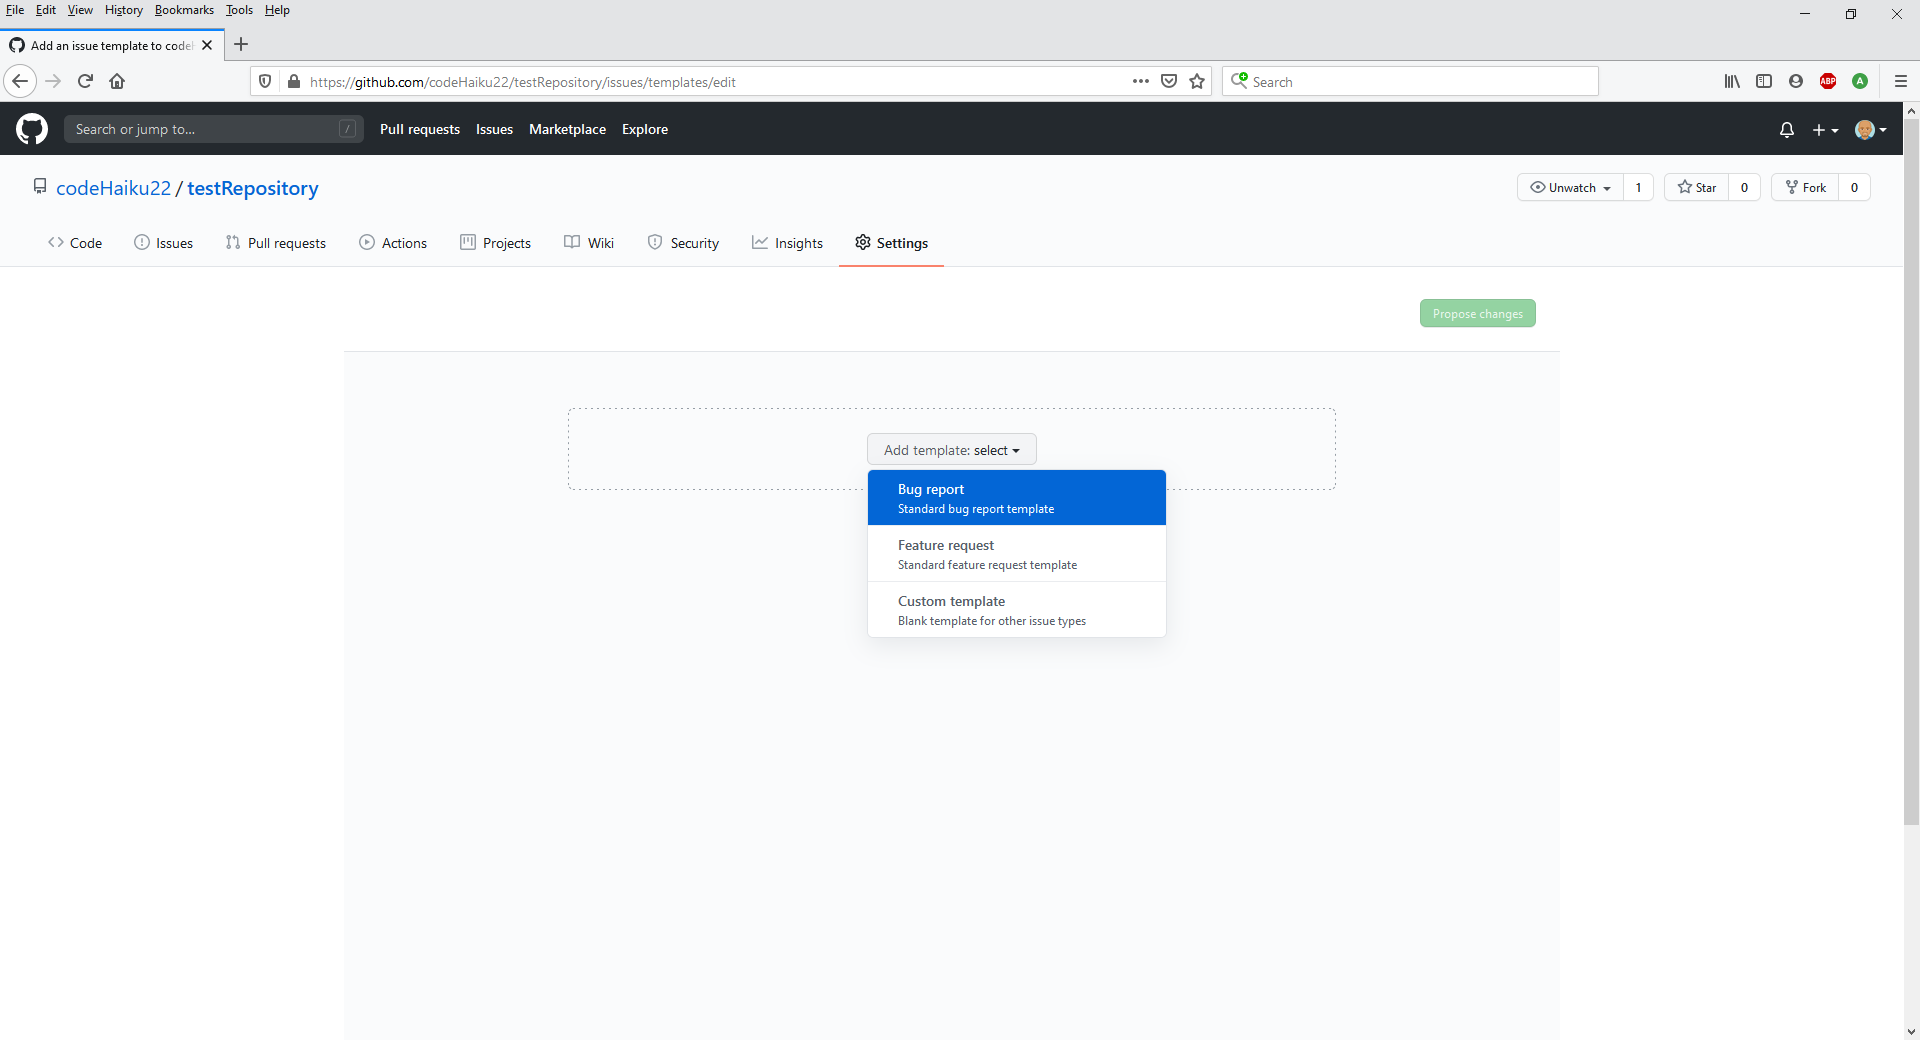 File Edit View History Bookmarks Tools Help
Add an issue template to code
https://github.com/codeHaiku22/testRepository/issues/templates/edit
Search
ABP
A
Search or jump to...
/
Pull requests Issues Marketplace Explore
codeHaiku22 / testRepository
Unwatch 1 Star 0 Fork 0
Code Issues Pull requests Actions Projects Wiki Security Insights Settings
Propose changes
Add template: select
Bug report
Standard bug report template
Feature request
Standard feature request template
Custom template
Blank template for other issue types